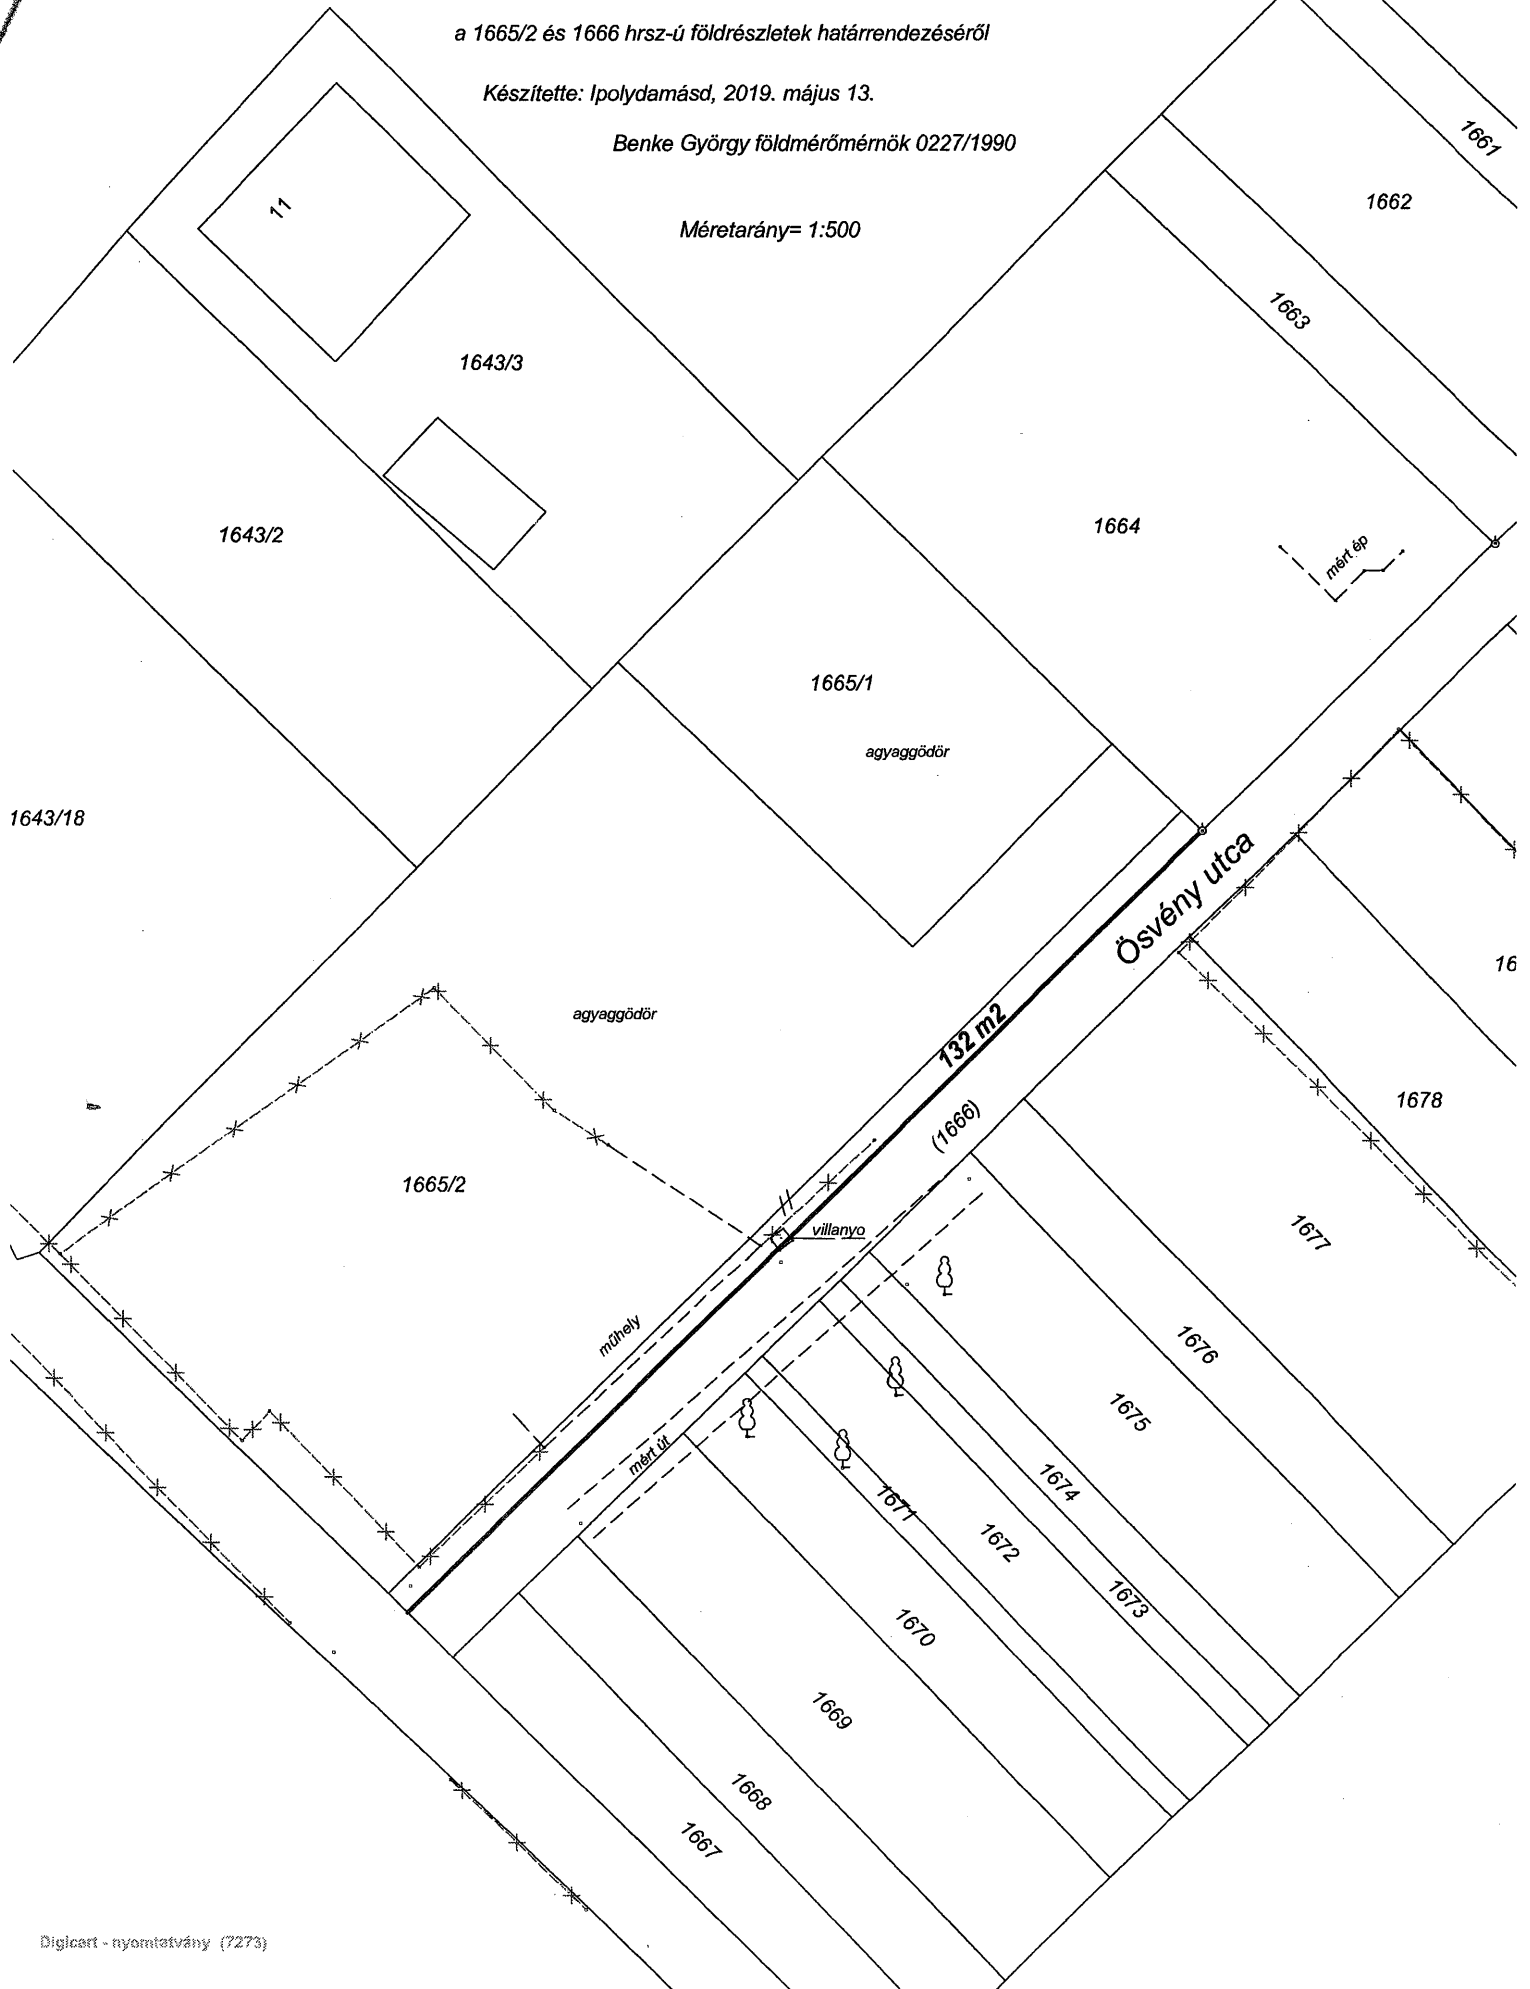 a 1665/2 és 1666 hrsz-ú földrészletek határrendezéséről
Készítette: Ipolydamásd, 2019. május 13.
Benke György földmérőmérnök 0227/1990
Méretarány= 1:500
1661
1662
11
1663
1643/3
1664
1643/2
mért ép
1665/1
agyaggödör
1643/18
Ösvény utca
16
agyaggödör
132 m2
1678
(1666)
1665/2
villanyo
1677
műhely
1676
1675
mért út
1674
1671
1672
1673
1670
1669
1668
1667
Digicart - nyomtatvány (7273)